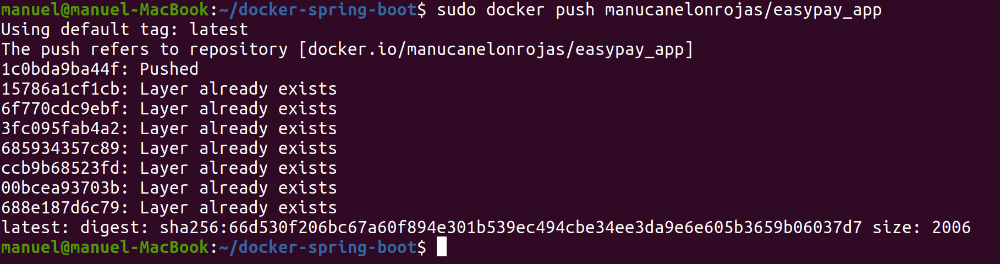 manuel@manuel-MacBook:~/docker-spring-boot$ sudo docker push manucanelonrojas/easypay_app
Using default tag: latest
The push refers to repository [docker.io/manucanelonrojas/easypay_app]
1c0bda9ba44f: Pushed
15786a1cf1cb: Layer already exists
6f770cdc9ebf: Layer already exists
3fc095fab4a2: Layer already exists
685934357c89: Layer already exists
ccb9b68523fd: Layer already exists
00bcea93703b: Layer already exists
688e187d6c79: Layer already exists
latest: digest: sha256:66d530f206bc67a60f894e301b539ec494cbe34ee3da9e6e605b3659b06037d7 size: 2006
manuel@manuel-MacBook:~/docker-spring-boot$